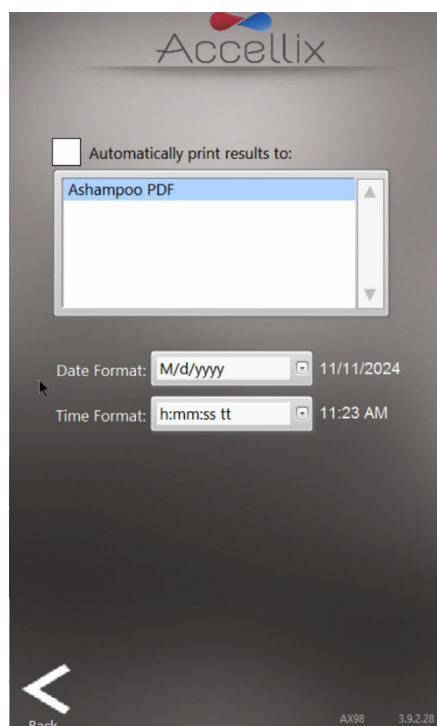 Accellix
Automatically print results to:
Ashampoo PDF
Date Format: M/d/yyyy 11/11/2024
Time Format: h:mm:ss tt 11:23 AM
Back
AX98 3.9.2.28